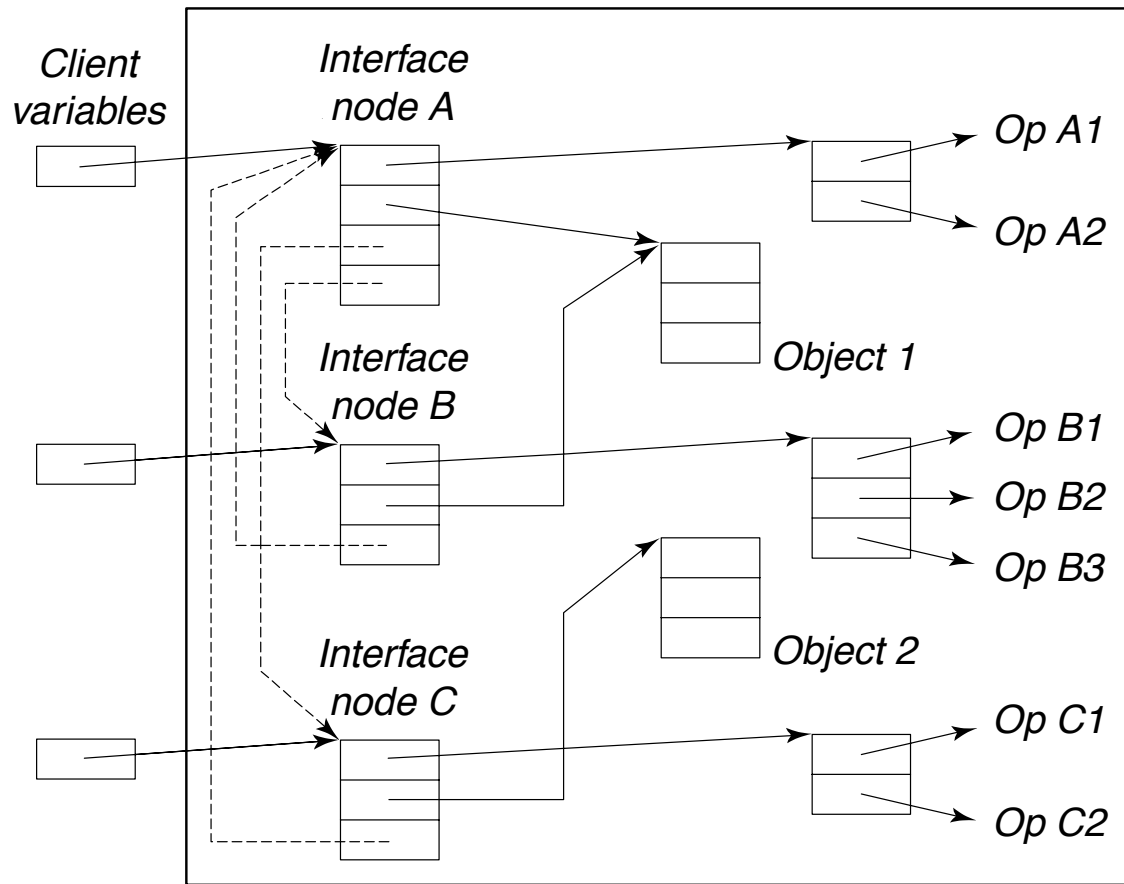 Client
variables
Interface
node A
Op A1
Op A2
Object 1
Interface
node B
Op B1
Op B2
Op B3
Object 2
Interface
node C
Op C1
Op C2